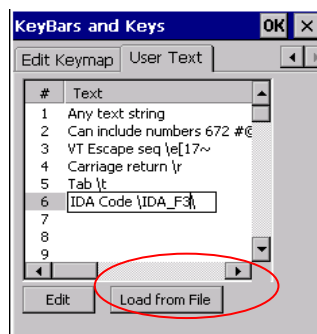 KeyBars and Keys OK ×
Edit Keymap User Text
# Text
1 Any text string
2 Can include numbers 672 #@
3 VT Escape seq \e[17~
4 Carriage return \r
5 Tab \t
6 IDA Code \IDA_F3\
7
8
9
Edit Load from File